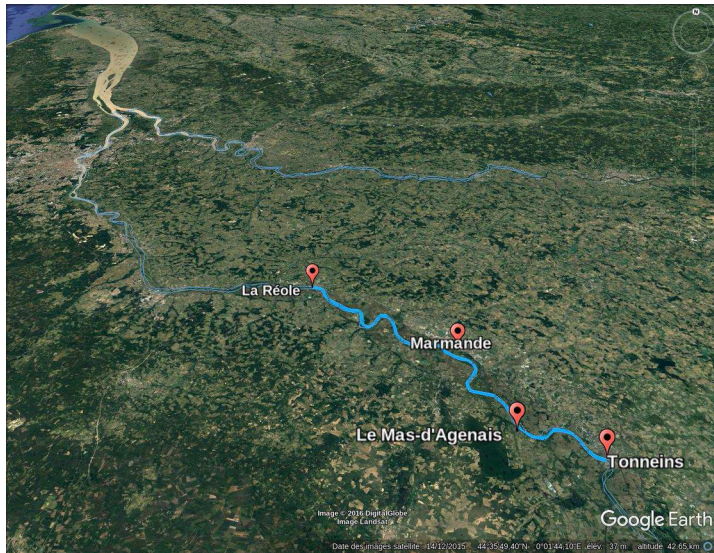 N
La Réole
Marmande
Le Mas-d'Agenais
Tonneins
Image © 2016 DigitalGlobe
Image Landsat
Google Earth
Date des images satellite : 14/12/2015 44°35'49.40"N 0°01'44.10"E élév. 37 m altitude 42.65 km